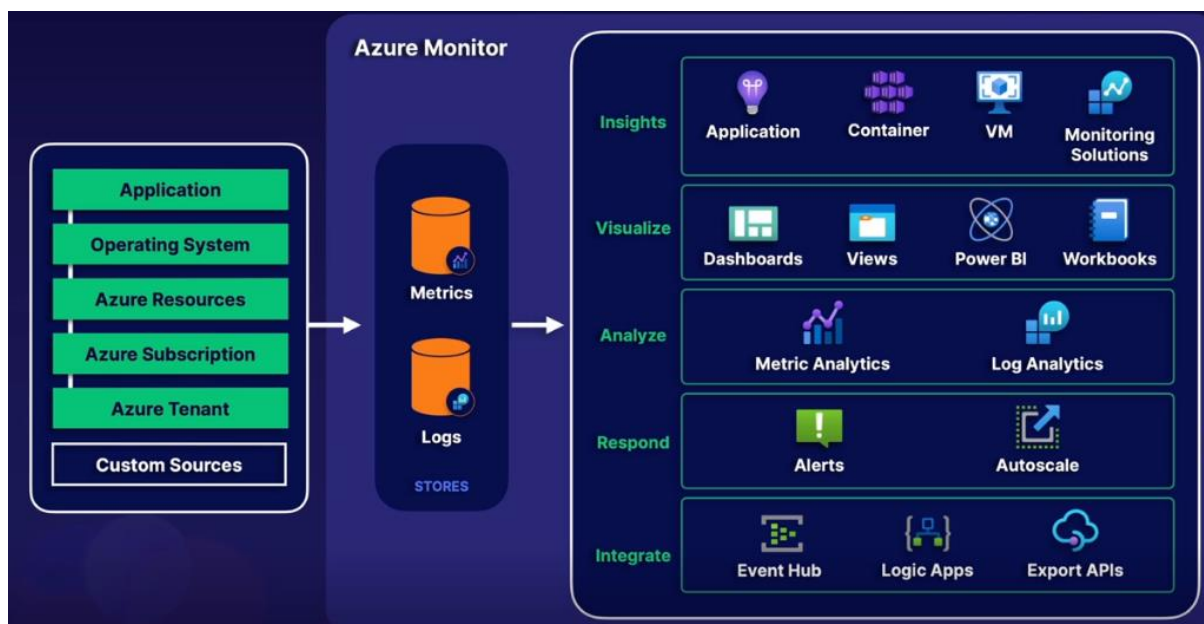 Azure Monitor
Application
Operating System
Azure Resources
Azure Subscription
Azure Tenant
Custom Sources
Metrics
Logs
STORES
Insights
Application
Container
VM
Monitoring
Solutions
Visualize
Dashboards
Views
Power BI
Workbooks
Analyze
Metric Analytics
Log Analytics
Respond
Alerts
Autoscale
Integrate
Event Hub
Logic Apps
Export APIs